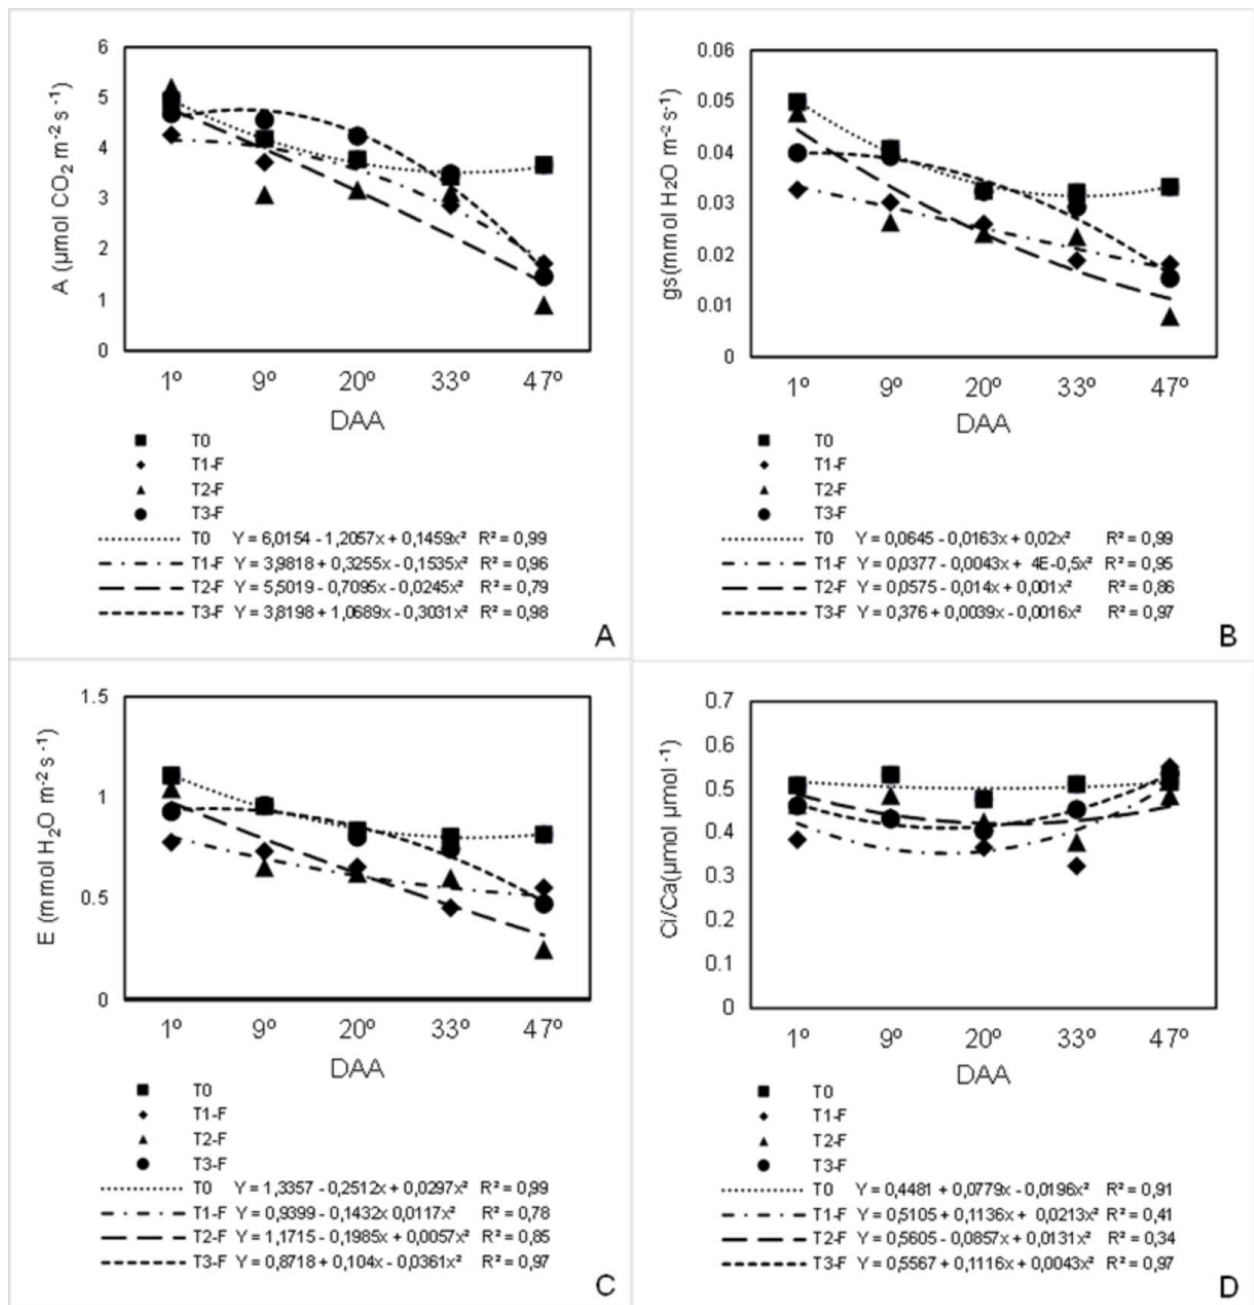 6
5
4
3
2
1
0
A (µmol CO₂ m⁻² s⁻¹)
1º 9º 20º 33º 47º
DAA
T0
T1-F
T2-F
T3-F
T0 Y = 6,0154 - 1,2057x + 0,1459x² R² = 0,99
T1-F Y = 3,9818 + 0,3255x - 0,1535x² R² = 0,96
T2-F Y = 5,5019 - 0,7095x - 0,0245x² R² = 0,79
T3-F Y = 3,8198 + 1,0689x - 0,3031x² R² = 0,98
A
0.06
0.05
0.04
0.03
0.02
0.01
0
gs(mmol H₂O m⁻² s⁻¹)
1º 9º 20º 33º 47º
DAA
T0
T1-F
T2-F
T3-F
T0 Y = 0,0645 - 0,0163x + 0,02x² R² = 0,99
T1-F Y = 0,0377 - 0,0043x + 4E-0,5x² R² = 0,95
T2-F Y = 0,0575 - 0,014x + 0,001x² R² = 0,86
T3-F Y = 0,376 + 0,0039x - 0,0016x² R² = 0,97
B
1.5
1
0.5
0
E (mmol H₂O m⁻² s⁻¹)
1º 9º 20º 33º 47º
DAA
T0
T1-F
T2-F
T3-F
T0 Y = 1,3357 - 0,2512x + 0,0297x² R² = 0,99
T1-F Y = 0,9399 - 0,1432x 0,0117x² R² = 0,78
T2-F Y = 1,1715 - 0,1985x + 0,0057x² R² = 0,85
T3-F Y = 0,8718 + 0,104x - 0,0361x² R² = 0,97
C
0.7
0.6
0.5
0.4
0.3
0.2
0.1
0
Ci/Ca(µmol µmol⁻¹)
1º 9º 20º 33º 47º
DAA
T0
T1-F
T2-F
T3-F
T0 Y = 0,4481 + 0,0779x - 0,0196x² R² = 0,91
T1-F Y = 0,5105 + 0,1136x + 0,0213x² R² = 0,41
T2-F Y = 0,5605 - 0,0857x + 0,0131x² R² = 0,34
T3-F Y = 0,5567 + 0,1116x + 0,0043x² R² = 0,97
D